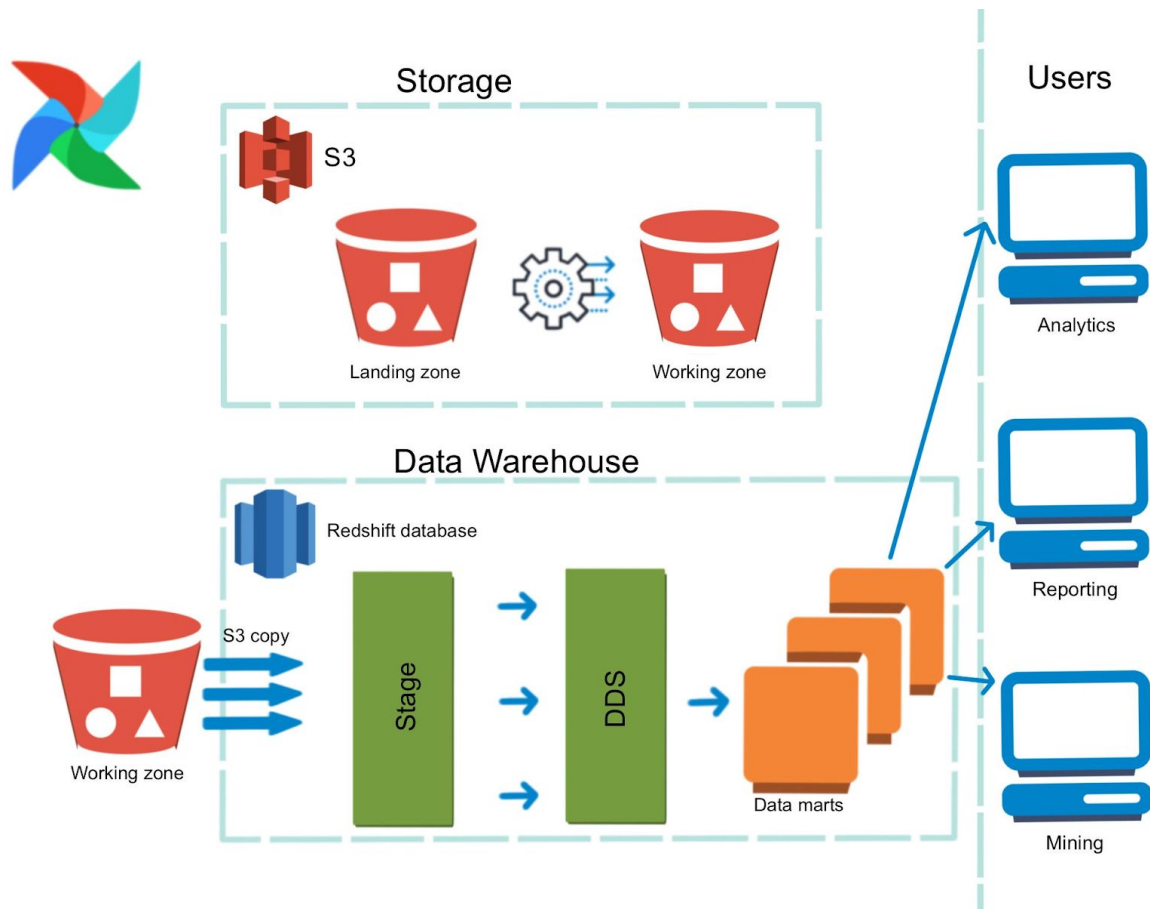 Storage
Users
S3
Landing zone
Working zone
Analytics
Data Warehouse
Redshift database
Reporting
S3 copy
Stage
DDS
Working zone
Data marts
Mining